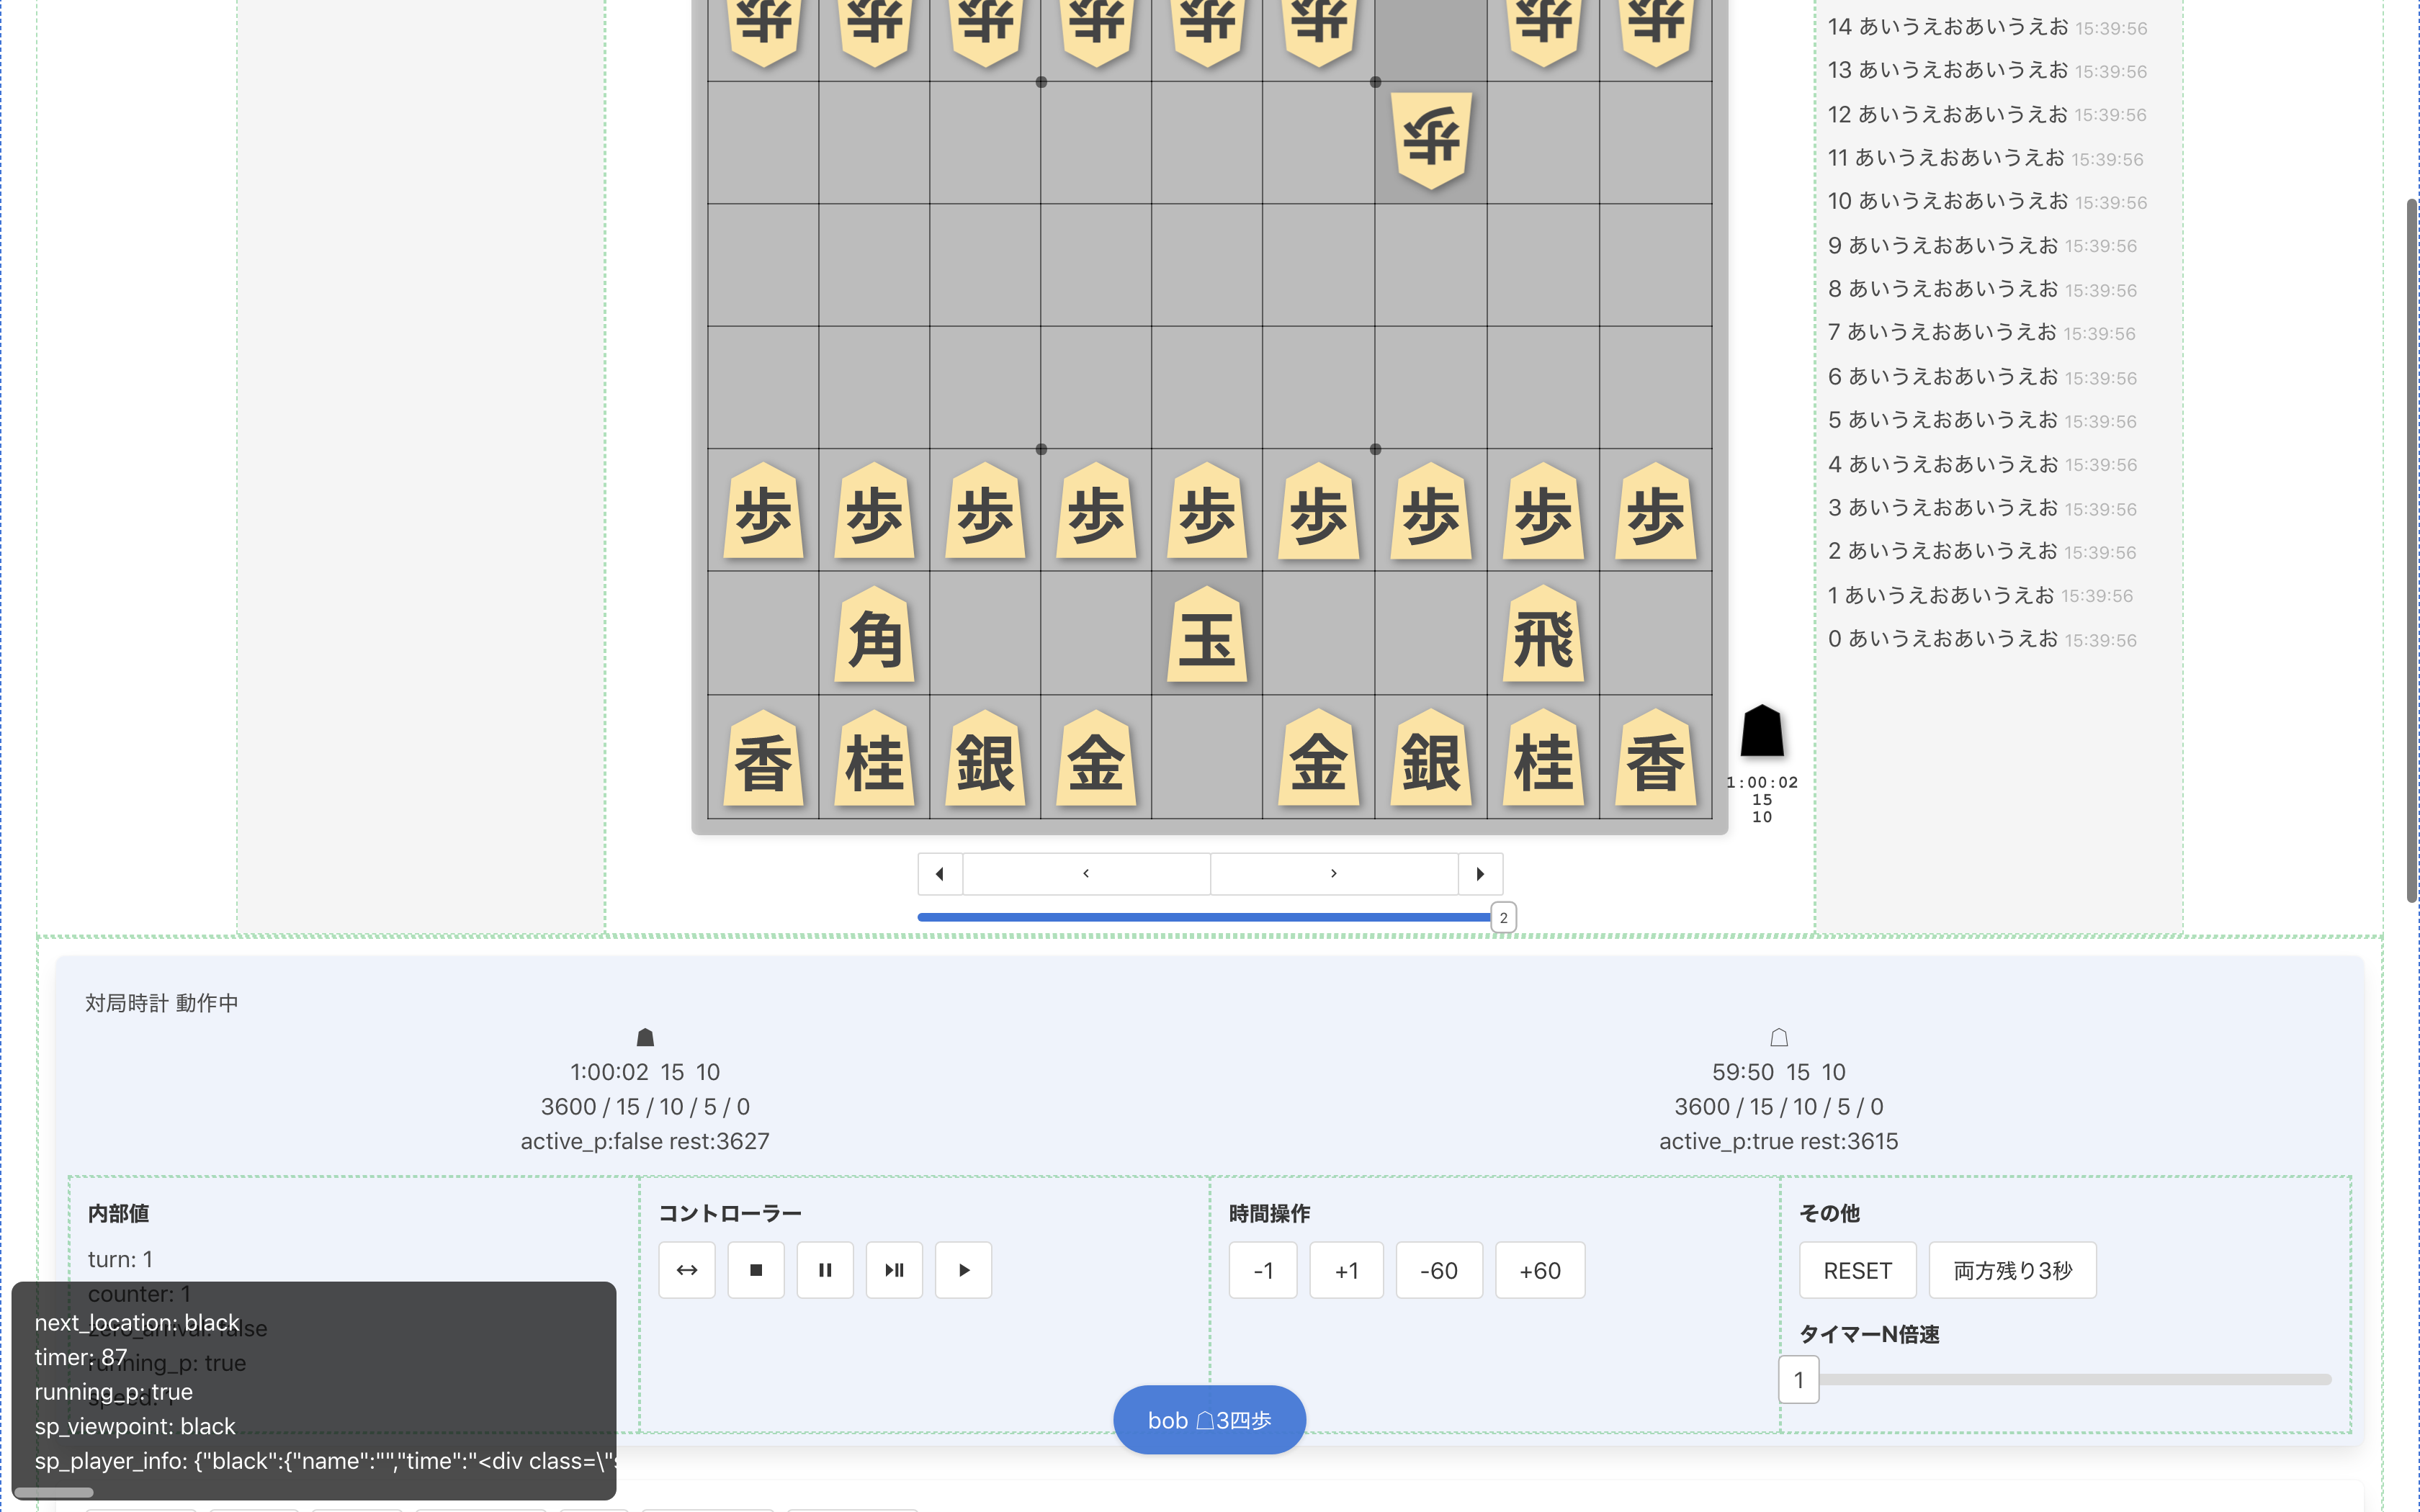 歩 歩 歩 歩 歩 歩 歩 歩
歩
歩 歩 歩 歩 歩 歩 歩 歩 歩
角 玉 飛
香 桂 銀 金 金 銀 桂 香
1:00:02
15
10
2
14 あいうえおあいうえお 15:39:56
13 あいうえおあいうえお 15:39:56
12 あいうえおあいうえお 15:39:56
11 あいうえおあいうえお 15:39:56
10 あいうえおあいうえお 15:39:56
9 あいうえおあいうえお 15:39:56
8 あいうえおあいうえお 15:39:56
7 あいうえおあいうえお 15:39:56
6 あいうえおあいうえお 15:39:56
5 あいうえおあいうえお 15:39:56
4 あいうえおあいうえお 15:39:56
3 あいうえおあいうえお 15:39:56
2 あいうえおあいうえお 15:39:56
1 あいうえおあいうえお 15:39:56
0 あいうえおあいうえお 15:39:56
対局時計 動作中
☗
1:00:02 15 10
3600 / 15 / 10 / 5 / 0
active_p:false rest:3627
☖
59:50 15 10
3600 / 15 / 10 / 5 / 0
active_p:true rest:3615
内部値
turn: 1
counter: 1
zero_arrival: false
running_p: true
speed: 1
コントローラー
時間操作
-1 +1 -60 +60
その他
RESET 両方残り3秒
タイマーN倍速
1
next_location: black
timer: 87
running_p: true
sp_viewpoint: black
sp_player_info: {"black":{"name":"","time":"<div class=\"
bob ☖3四歩